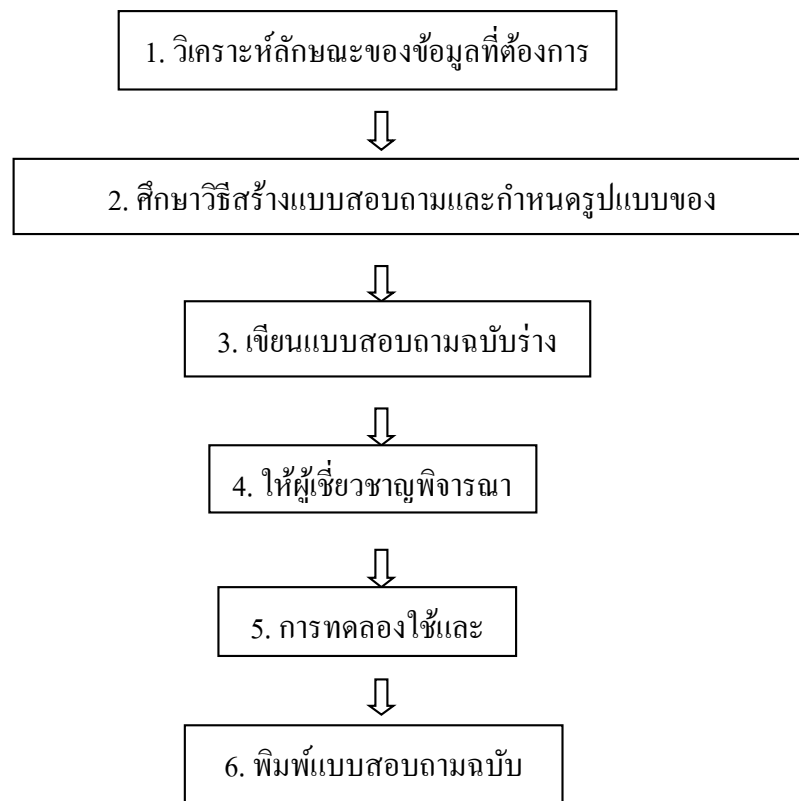 1. วิเคราะห์ลักษณะของข้อมูลที่ต้องการ
2. ศึกษาวิธีสร้างแบบสอบถามและกำหนดรูปแบบของ
3. เขียนแบบสอบถามฉบับร่าง
4. ให้ผู้เชี่ยวชาญพิจารณา
5. การทดลองใช้และ
6. พิมพ์แบบสอบถามฉบับ